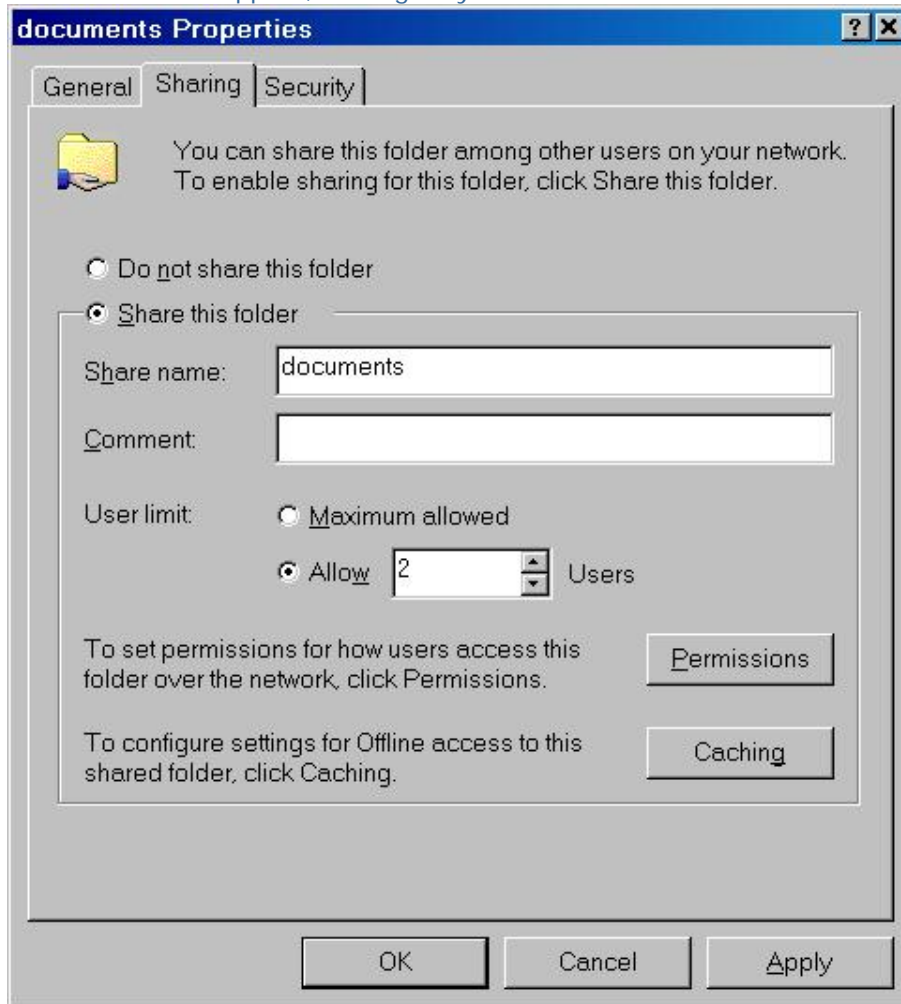 documents Properties
General Sharing Security
You can share this folder among other users on your network.
To enable sharing for this folder, click Share this folder.
Do not share this folder
Share this folder
Share name: documents
Comment:
User limit: Maximum allowed
Allow 2 Users
To set permissions for how users access this
folder over the network, click Permissions.
Permissions
To configure settings for Offline access to this
shared folder, click Caching.
Caching
OK Cancel Apply